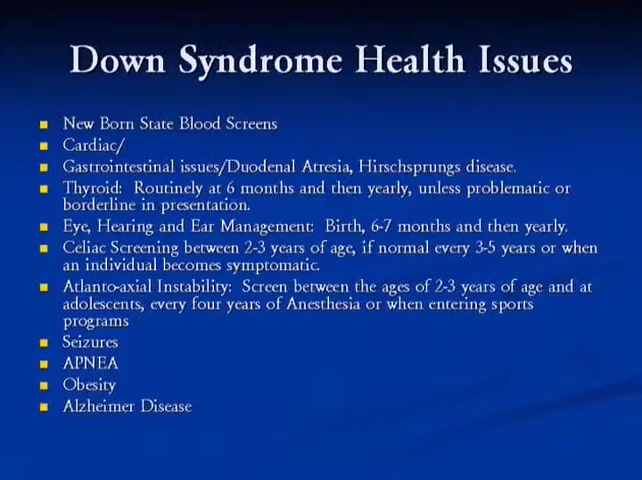 Down Syndrome Health Issues
New Born State Blood Screens
Cardiac/
Gastrointestinal issues/Duodenal Atresia, Hirschsprungs disease.
Thyroid: Routinely at 6 months and then yearly, unless problematic or
borderline in presentation.
Eye, Hearing and Ear Management: Birth, 6-7 months and then yearly.
Celiac Screening between 2-3 years of age, if normal every 3-5 years or when
an individual becomes symptomatic.
Atlanto-axial Instability: Screen between the ages of 2-3 years of age and at
adolescents, every four years of Anesthesia or when entering sports
programs
Seizures
APNEA
Obesity
Alzheimer Disease